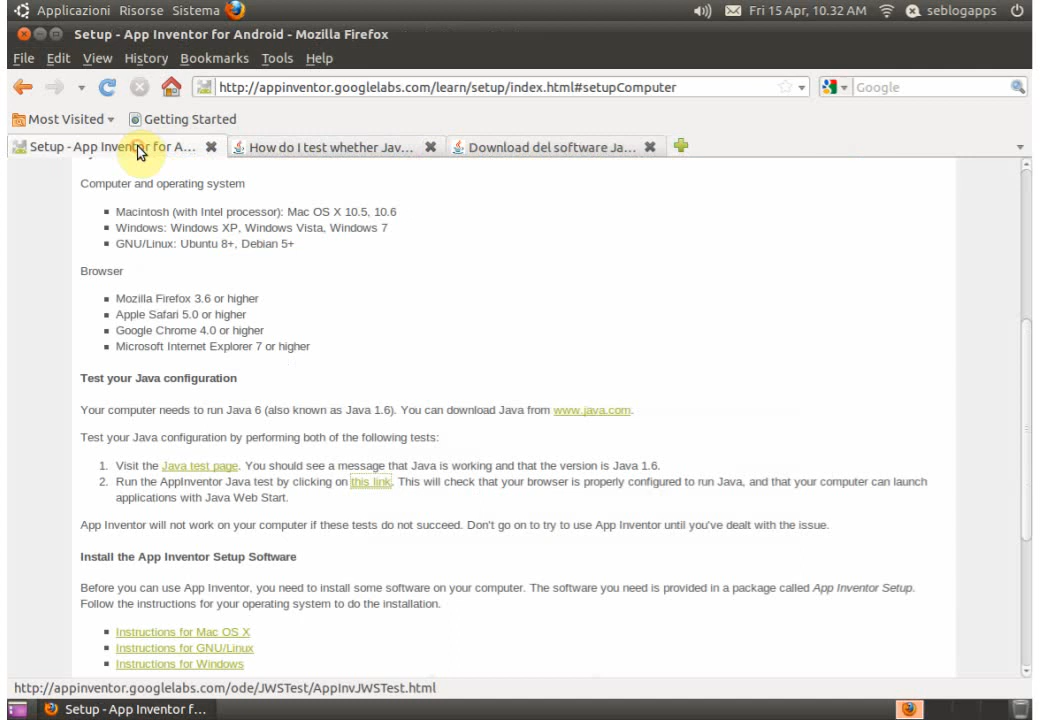 Applicazioni Risorse Sistema
Fri 15 Apr, 10.32 AM seblogapps
Setup - App Inventor for Android - Mozilla Firefox
File Edit View History Bookmarks Tools Help
http://appinventor.googlelabs.com/learn/setup/index.html#setupComputer
Google
Most Visited Getting Started
Setup - App Inventor for A... How do I test whether Jav... Download del software Ja...
Computer and operating system
Macintosh (with Intel processor): Mac OS X 10.5, 10.6
Windows: Windows XP, Windows Vista, Windows 7
GNU/Linux: Ubuntu 8+, Debian 5+
Browser
Mozilla Firefox 3.6 or higher
Apple Safari 5.0 or higher
Google Chrome 4.0 or higher
Microsoft Internet Explorer 7 or higher
Test your Java configuration
Your computer needs to run Java 6 (also known as Java 1.6). You can download Java from www.java.com.
Test your Java configuration by performing both of the following tests:
1. Visit the Java test page. You should see a message that Java is working and that the version is Java 1.6.
2. Run the AppInventor Java test by clicking on this link. This will check that your browser is properly configured to run Java, and that your computer can launch
applications with Java Web Start.
App Inventor will not work on your computer if these tests do not succeed. Don't go on to try to use App Inventor until you've dealt with the issue.
Install the App Inventor Setup Software
Before you can use App Inventor, you need to install some software on your computer. The software you need is provided in a package called App Inventor Setup.
Follow the instructions for your operating system to do the installation.
Instructions for Mac OS X
Instructions for GNU/Linux
Instructions for Windows
http://appinventor.googlelabs.com/ode/JWSTest/AppInvJWSTest.html
Setup - App Inventor f...